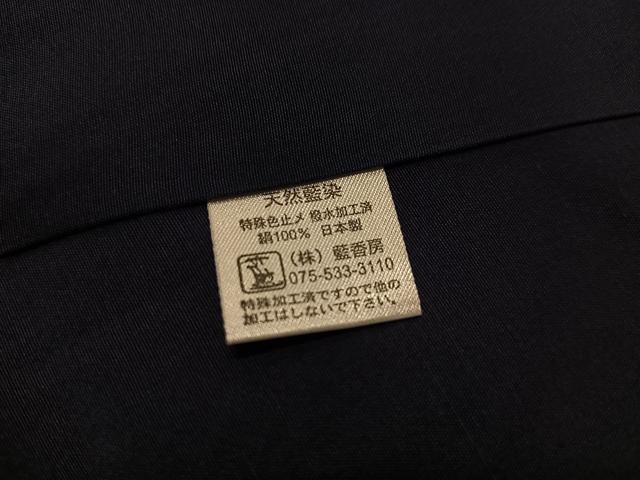 天然藍染
特殊色止メ 撥水加工済
絹100% 日本製
(株) 藍香房
075-533-3110
特殊加工済ですので他の
加工はしないで下さい。